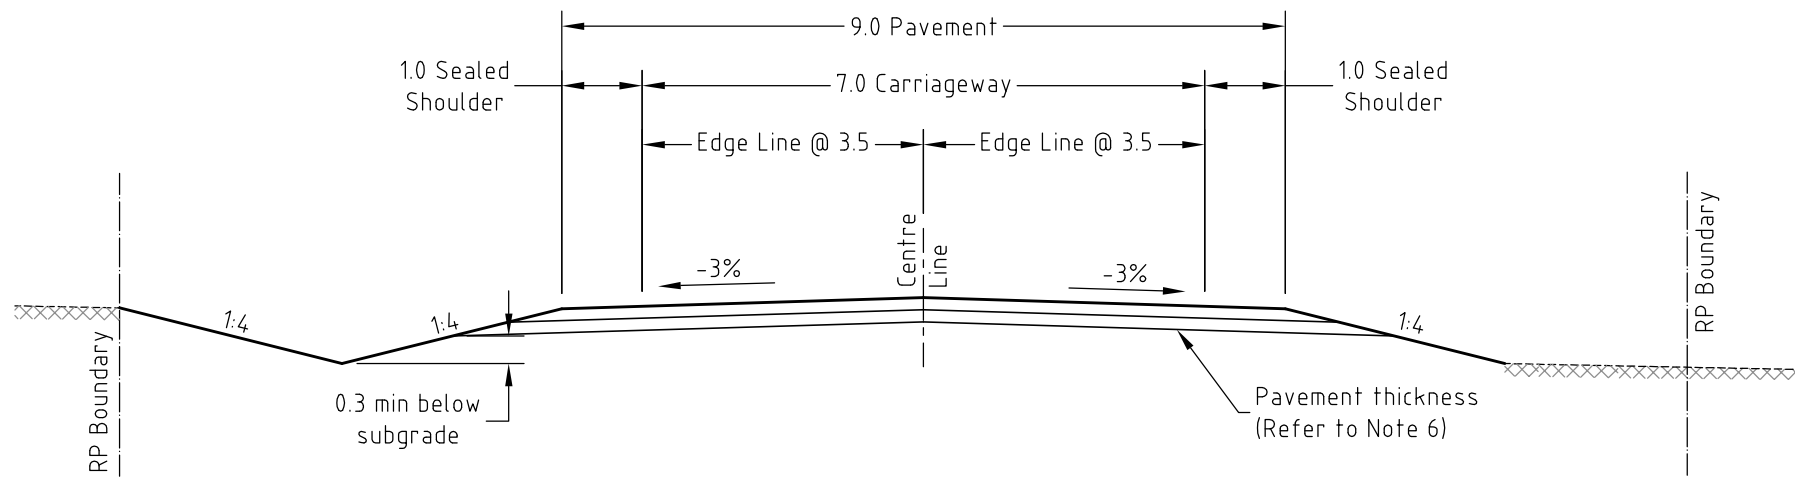 9.0 Pavement
1.0 Sealed
Shoulder
7.0 Carriageway
1.0 Sealed
Shoulder
Edge Line @ 3.5
Edge Line @ 3.5
Centre
Line
RP Boundary
-3%
-3%
1:4
1:4
1:4
RP Boundary
0.3 min below
subgrade
Pavement thickness
(Refer to Note 6)